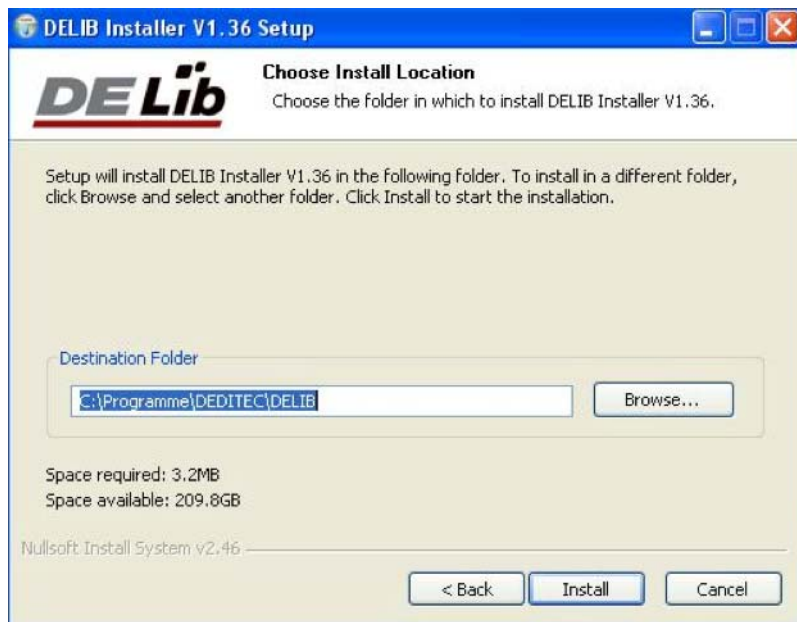 DELIB Installer V1.36 Setup
DELib
Choose Install Location
Choose the folder in which to install DELIB Installer V1.36.
Setup will install DELIB Installer V1.36 in the following folder. To install in a different folder,
click Browse and select another folder. Click Install to start the installation.
Destination Folder
C:\Programme\DEDITEC\DELIB
Browse...
Space required: 3.2MB
Space available: 209.8GB
Nullsoft Install System v2.46
< Back Install Cancel